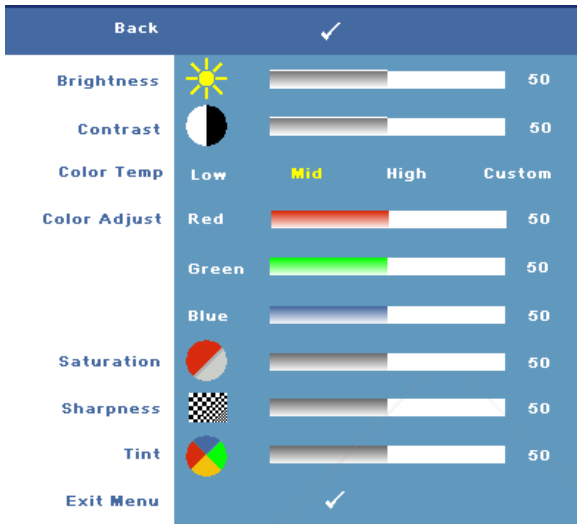 Back
Brightness 50
Contrast 50
Color Temp Low Mid High Custom
Color Adjust Red 50
Green 50
Blue 50
Saturation 50
Sharpness 50
Tint 50
Exit Menu